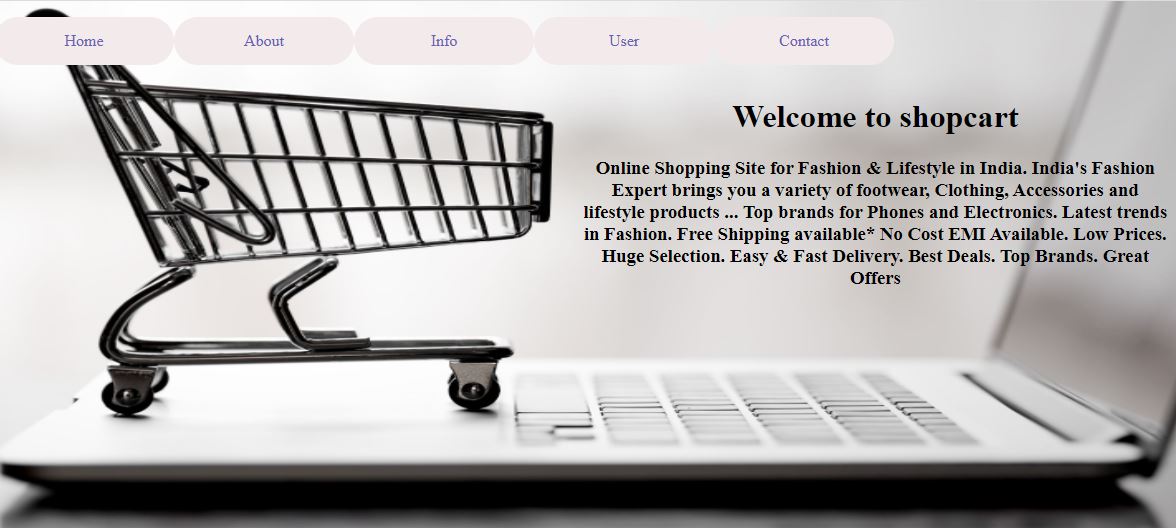 Home About Info User Contact
Welcome to shopcart
Online Shopping Site for Fashion & Lifestyle in India. India's Fashion
Expert brings you a variety of footwear, Clothing, Accessories and
lifestyle products ... Top brands for Phones and Electronics. Latest trends
in Fashion. Free Shipping available* No Cost EMI Available. Low Prices.
Huge Selection. Easy & Fast Delivery. Best Deals. Top Brands. Great
Offers